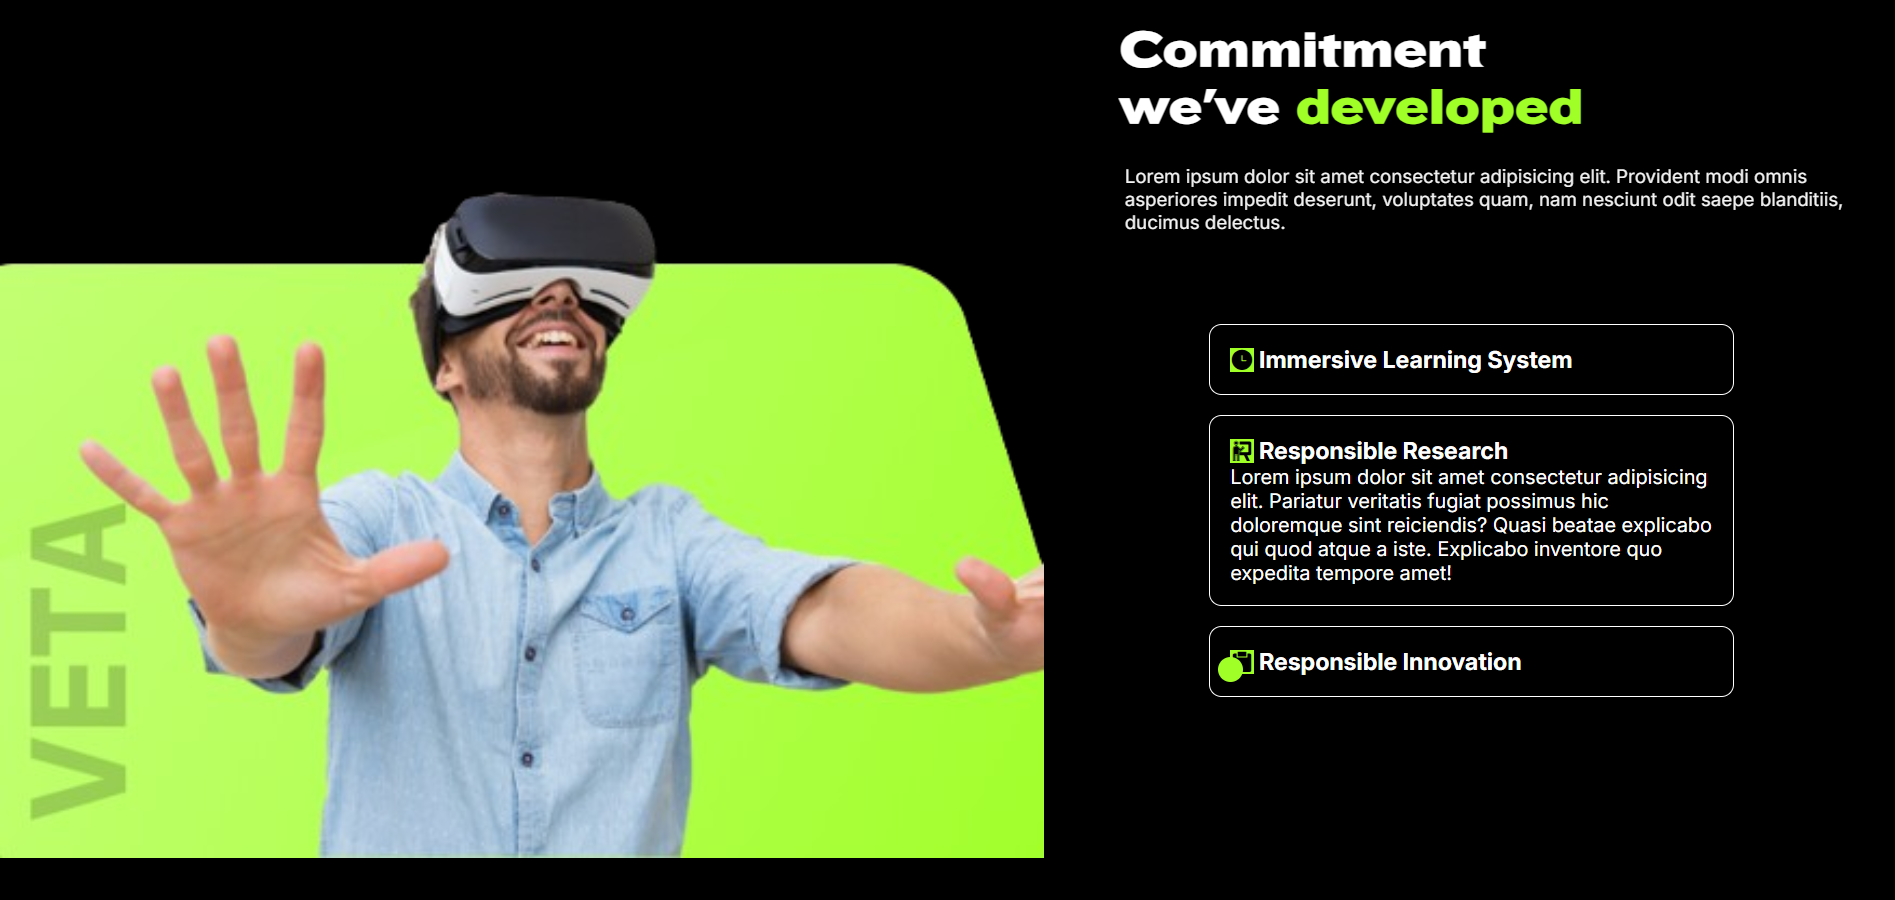 Commitment
we’ve developed
Lorem ipsum dolor sit amet consectetur adipisicing elit. Provident modi omnis
asperiores impedit deserunt, voluptates quam, nam nesciunt odit saepe blanditiis,
ducimus delectus.
VETA
Immersive Learning System
Responsible Research
Lorem ipsum dolor sit amet consectetur adipisicing
elit. Pariatur veritatis fugiat possimus hic
doloremque sint reiciendis? Quasi beatae explicabo
qui quod atque a iste. Explicabo inventore quo
expedita tempore amet!
Responsible Innovation